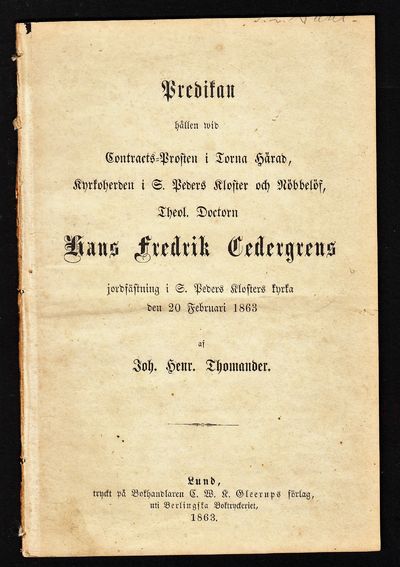 Predikan
hållen wid
Contracts-Prosten i Torna Härad,
Kyrkoherden i S. Peders Kloster och Nöbbelöf,
Theol. Doctorn
Hans Fredrik Cedergrens
jordfästning i S. Peders Klosters kyrka
den 20 Februari 1863
af
Joh. Henr. Thomander.
Lund,
tryckt på Bokhandlaren C. W. K. Gleerups förlag,
uti Berlingska Boktryckeriet,
1863.